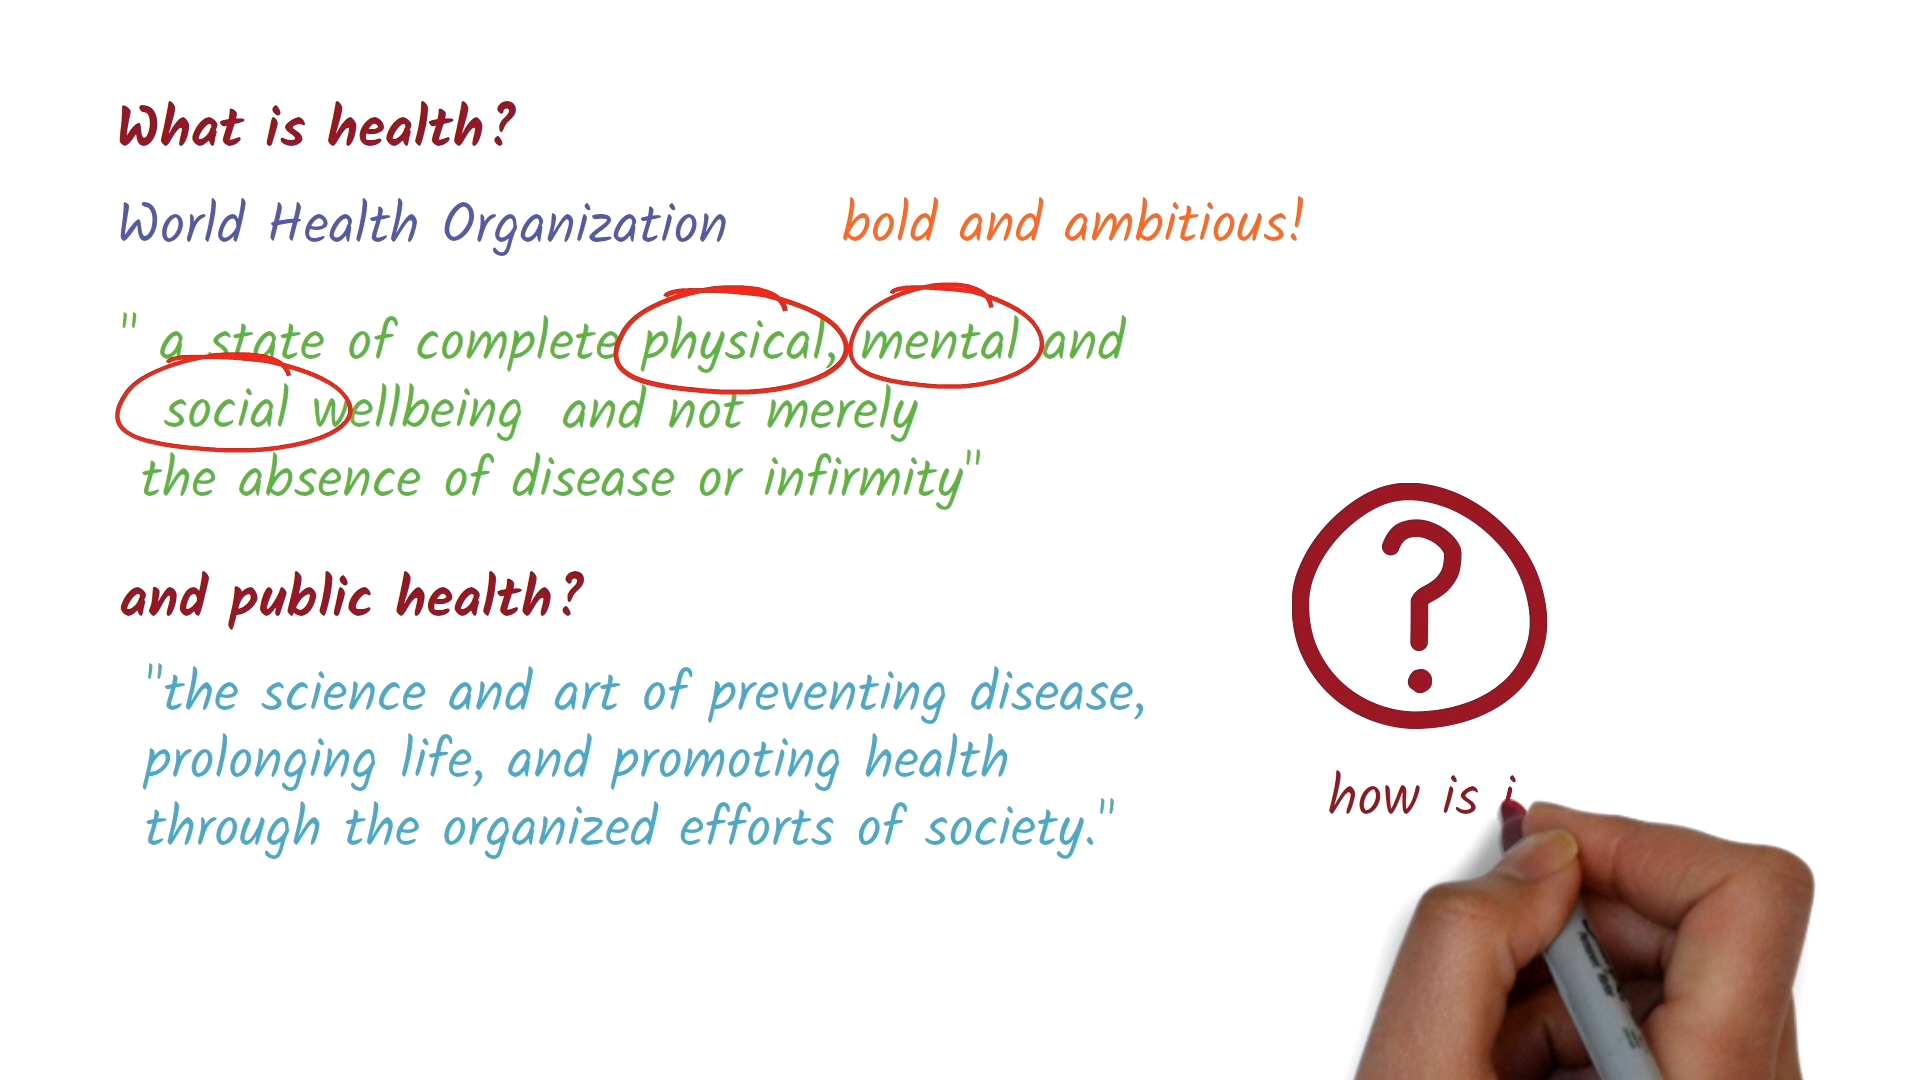 What is health?
World Health Organization bold and ambitious!
" a state of complete physical, mental and
social wellbeing and not merely
the absence of disease or infirmity"
and public health?
"the science and art of preventing disease,
prolonging life, and promoting health
through the organized efforts of society."
?
how is i